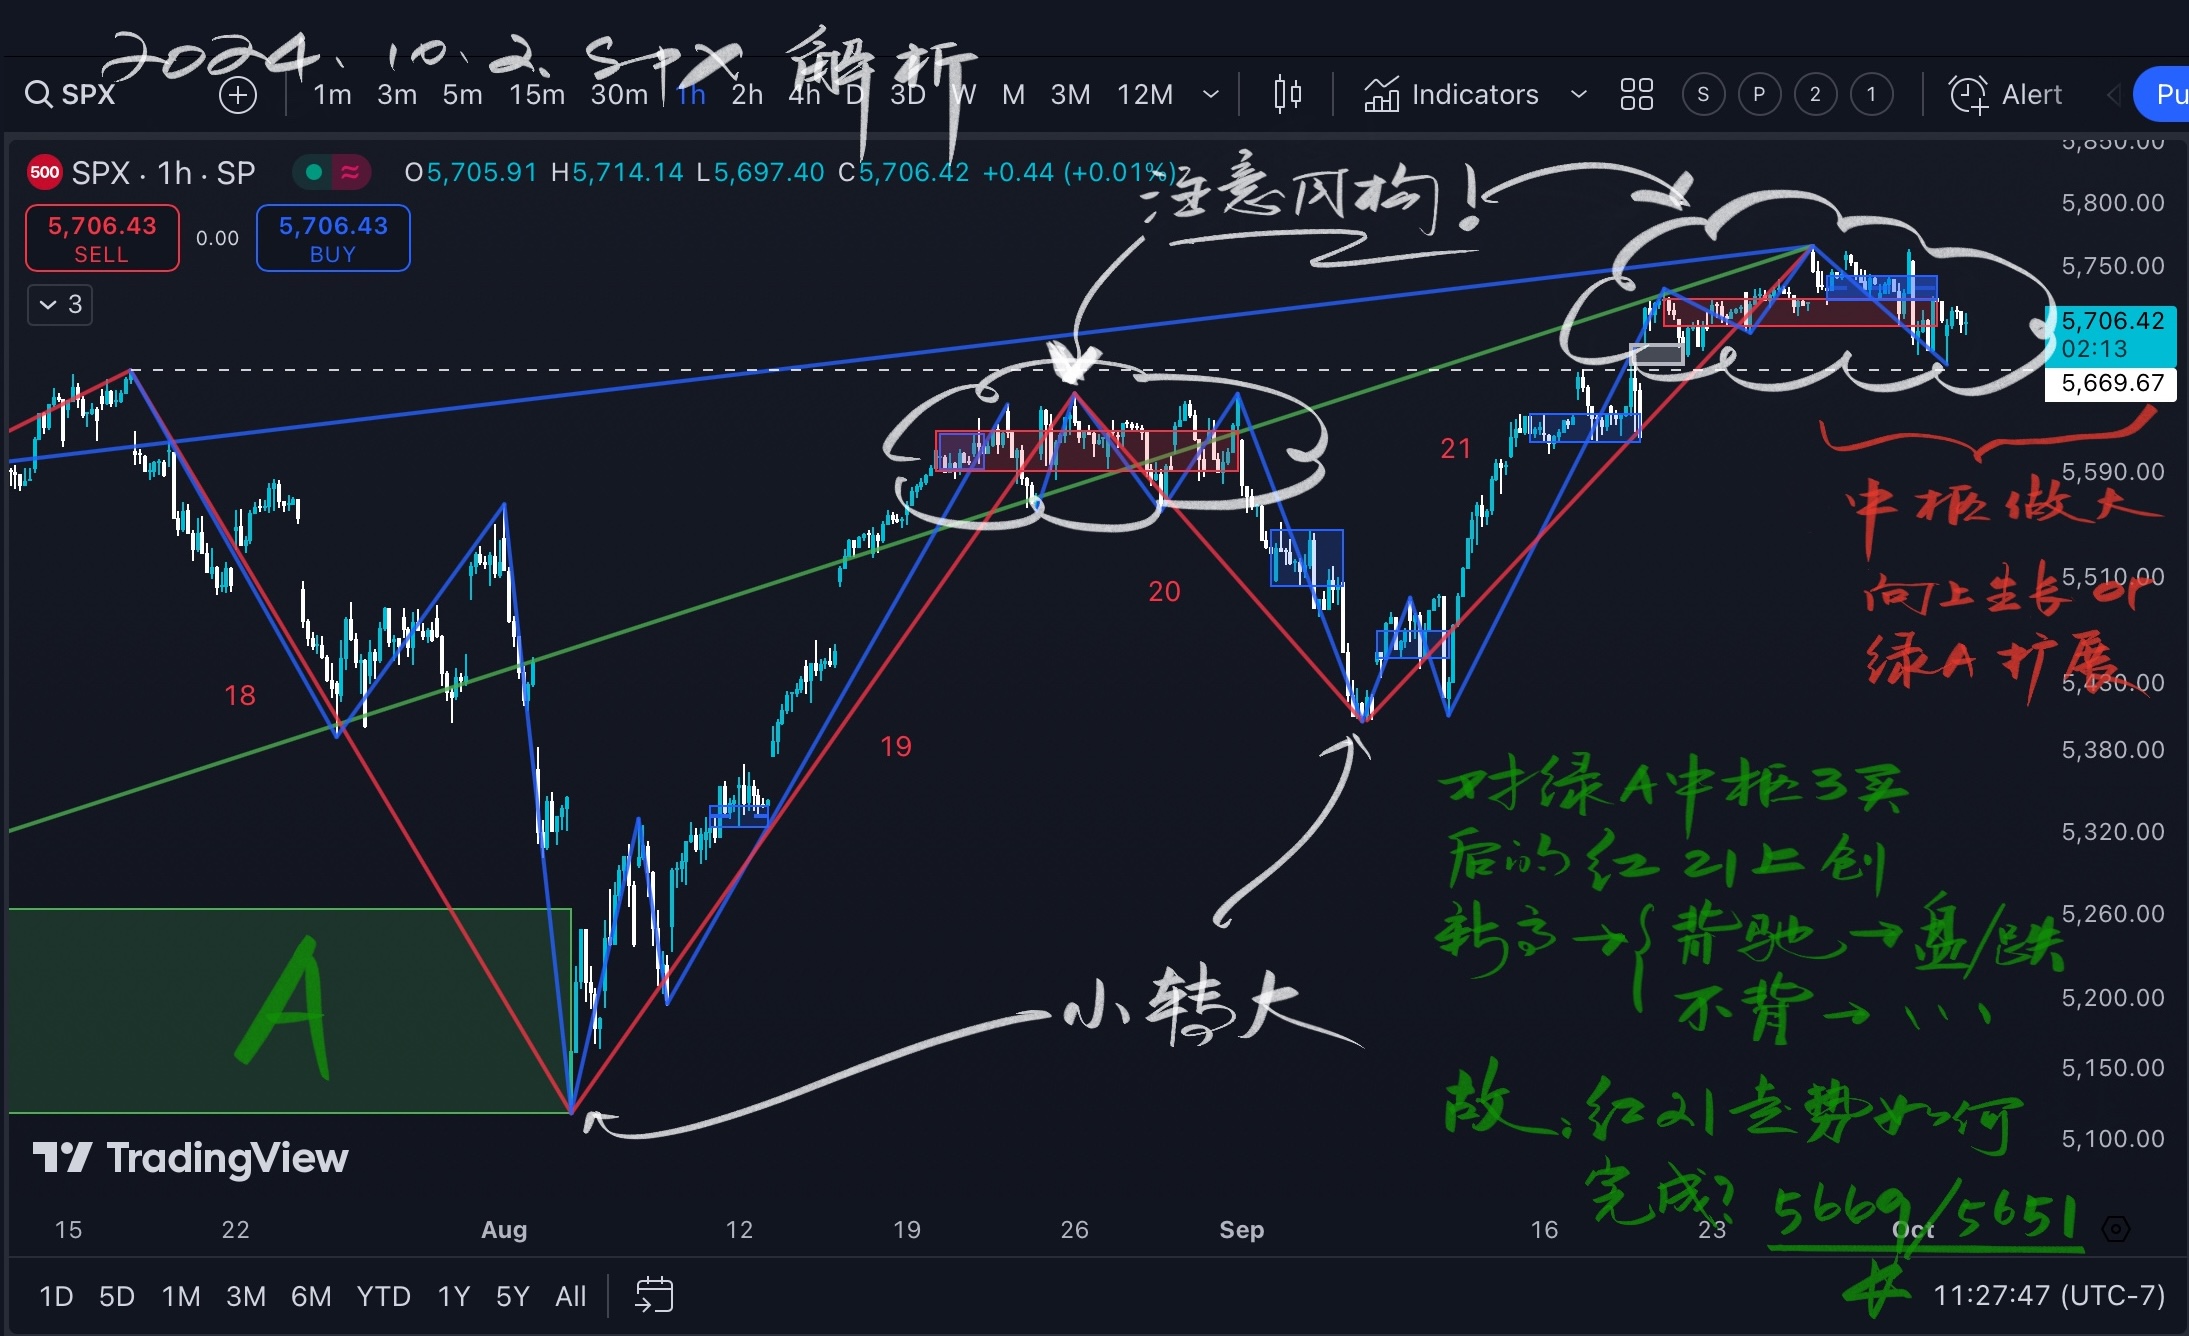 2024.10.2. SPX 解析
SPX 1m 3m 5m 15m 30m 1h 2h 4h D 3D W M 3M 12M Indicators S P 2 1 Alert Pu
500 SPX · 1h · SP O5,705.91 H5,714.14 L5,697.40 C5,706.42 +0.44 (+0.01%)
5,706.43 SELL 0.00 5,706.43 BUY
3
注意冈构!
5,850.00
5,800.00
5,750.00
5,706.42
02:13
5,669.67
5,590.00
5,510.00
5,430.00
5,380.00
5,320.00
5,260.00
5,200.00
5,150.00
5,100.00
18
19
20
21
中枢做大
向上生长 or
绿A扩展
对绿A中枢3买
后的红21上创
新高→{背驰→盘/跌
不背→...
故,红21走势如何
完成? 5669/5651
#
小转大
A
TradingView
15 22 Aug 12 19 26 Sep 16 23 Oct
1D 5D 1M 3M 6M YTD 1Y 5Y All 11:27:47 (UTC-7)